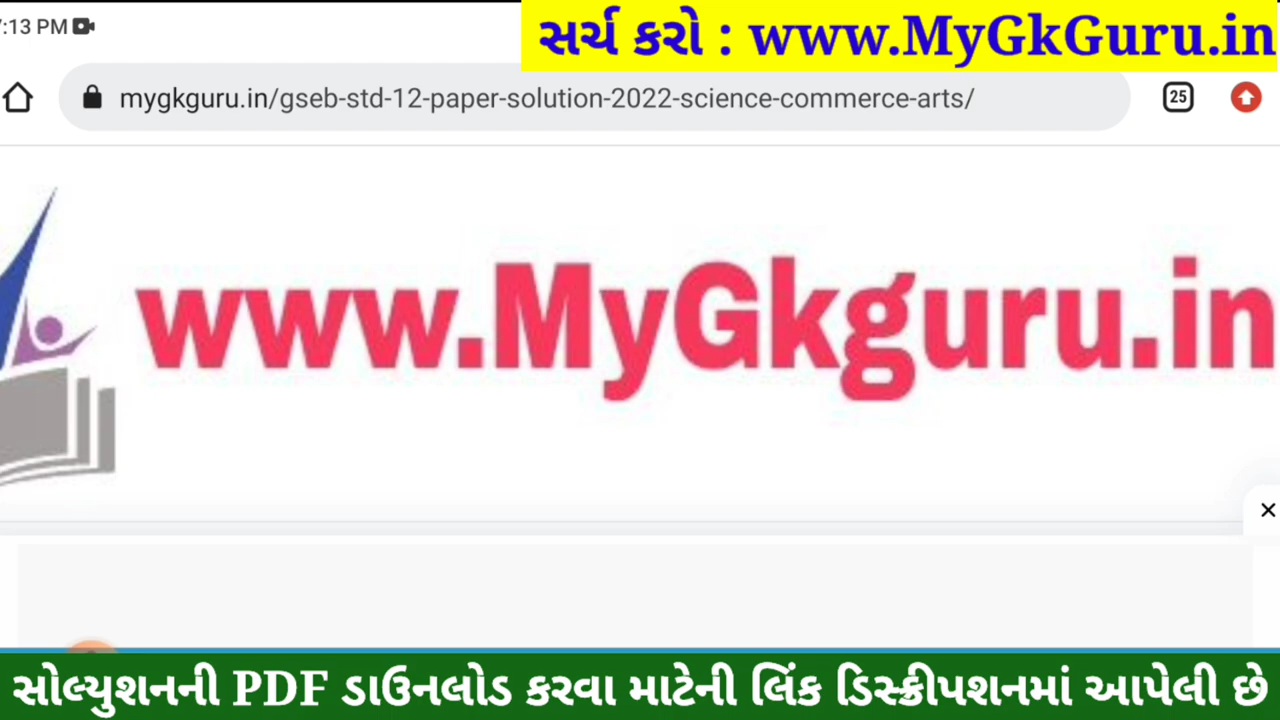 સર્ચ કરો : www.MyGkGuru.in
:13 PM
mygkguru.in/gseb-std-12-paper-solution-2022-science-commerce-arts/
25
www.MyGkguru.in
સોલ્યુશનની PDF ડાઉનલોડ કરવા માટેની લિંક ડિસ્ક્રીપશનમાં આપેલી છે